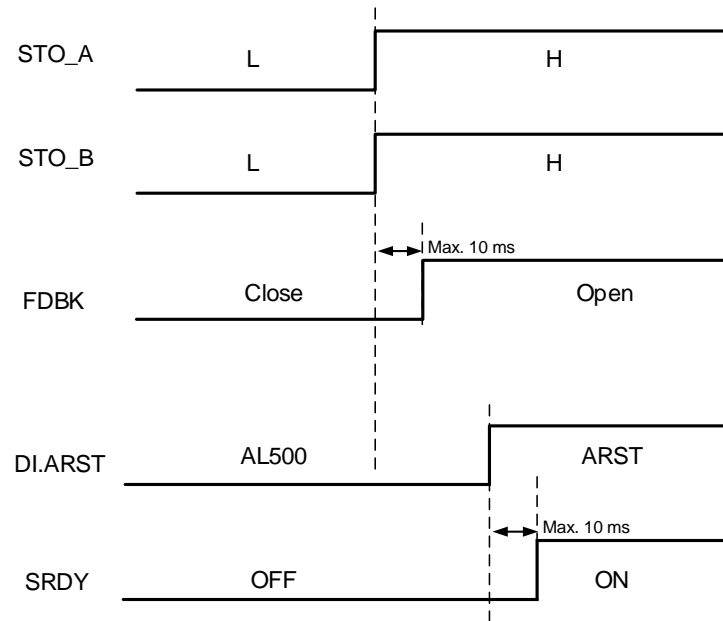 STO_A L H
STO_B L H
Max. 10 ms
FDBK Close Open
DI.ARST AL500 ARST
Max. 10 ms
SRDY OFF ON